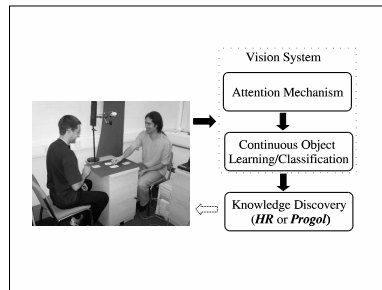 Vision System
Attention Mechanism
Continuous Object
Learning/Classification
Knowledge Discovery
(HR or Progol)